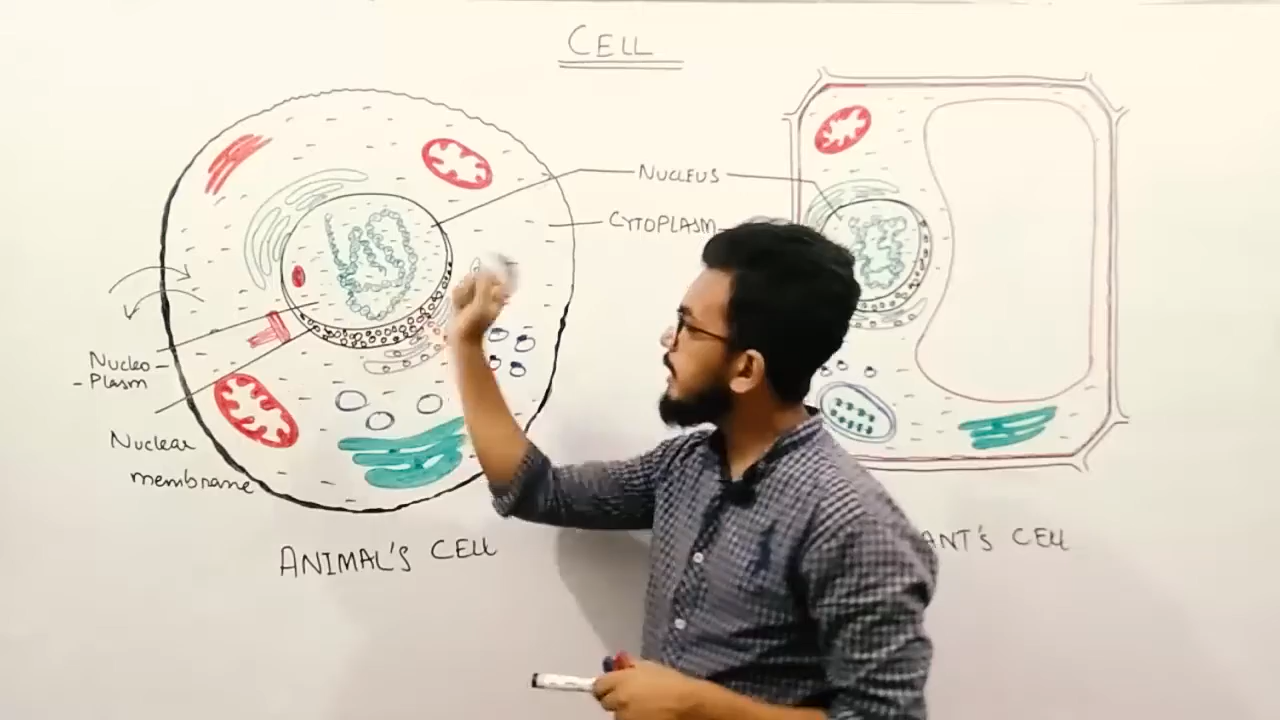 CELL
NUCLEUS
CYTOPLASM
Nucleo
- Plasm
Nuclear
membrane
ANIMAL'S CELL
ANT'S CELL